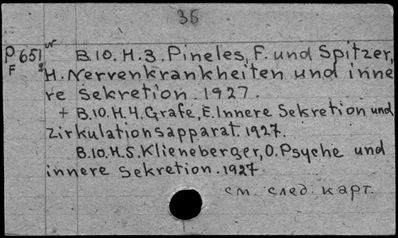 36
P651 B.10.H.3. Pineles, F. und Spitzer,
F H. Nervenkrankheiten und inne
re Sekretion. 1927.
+ B.10.H.4. Grafe, E. Innere Sekretion und
Zirkulationsapparat. 1927.
B.10.H.5. Klieneberger, O. Psyche und
innere Sekretion. 1927
см. след. карт.